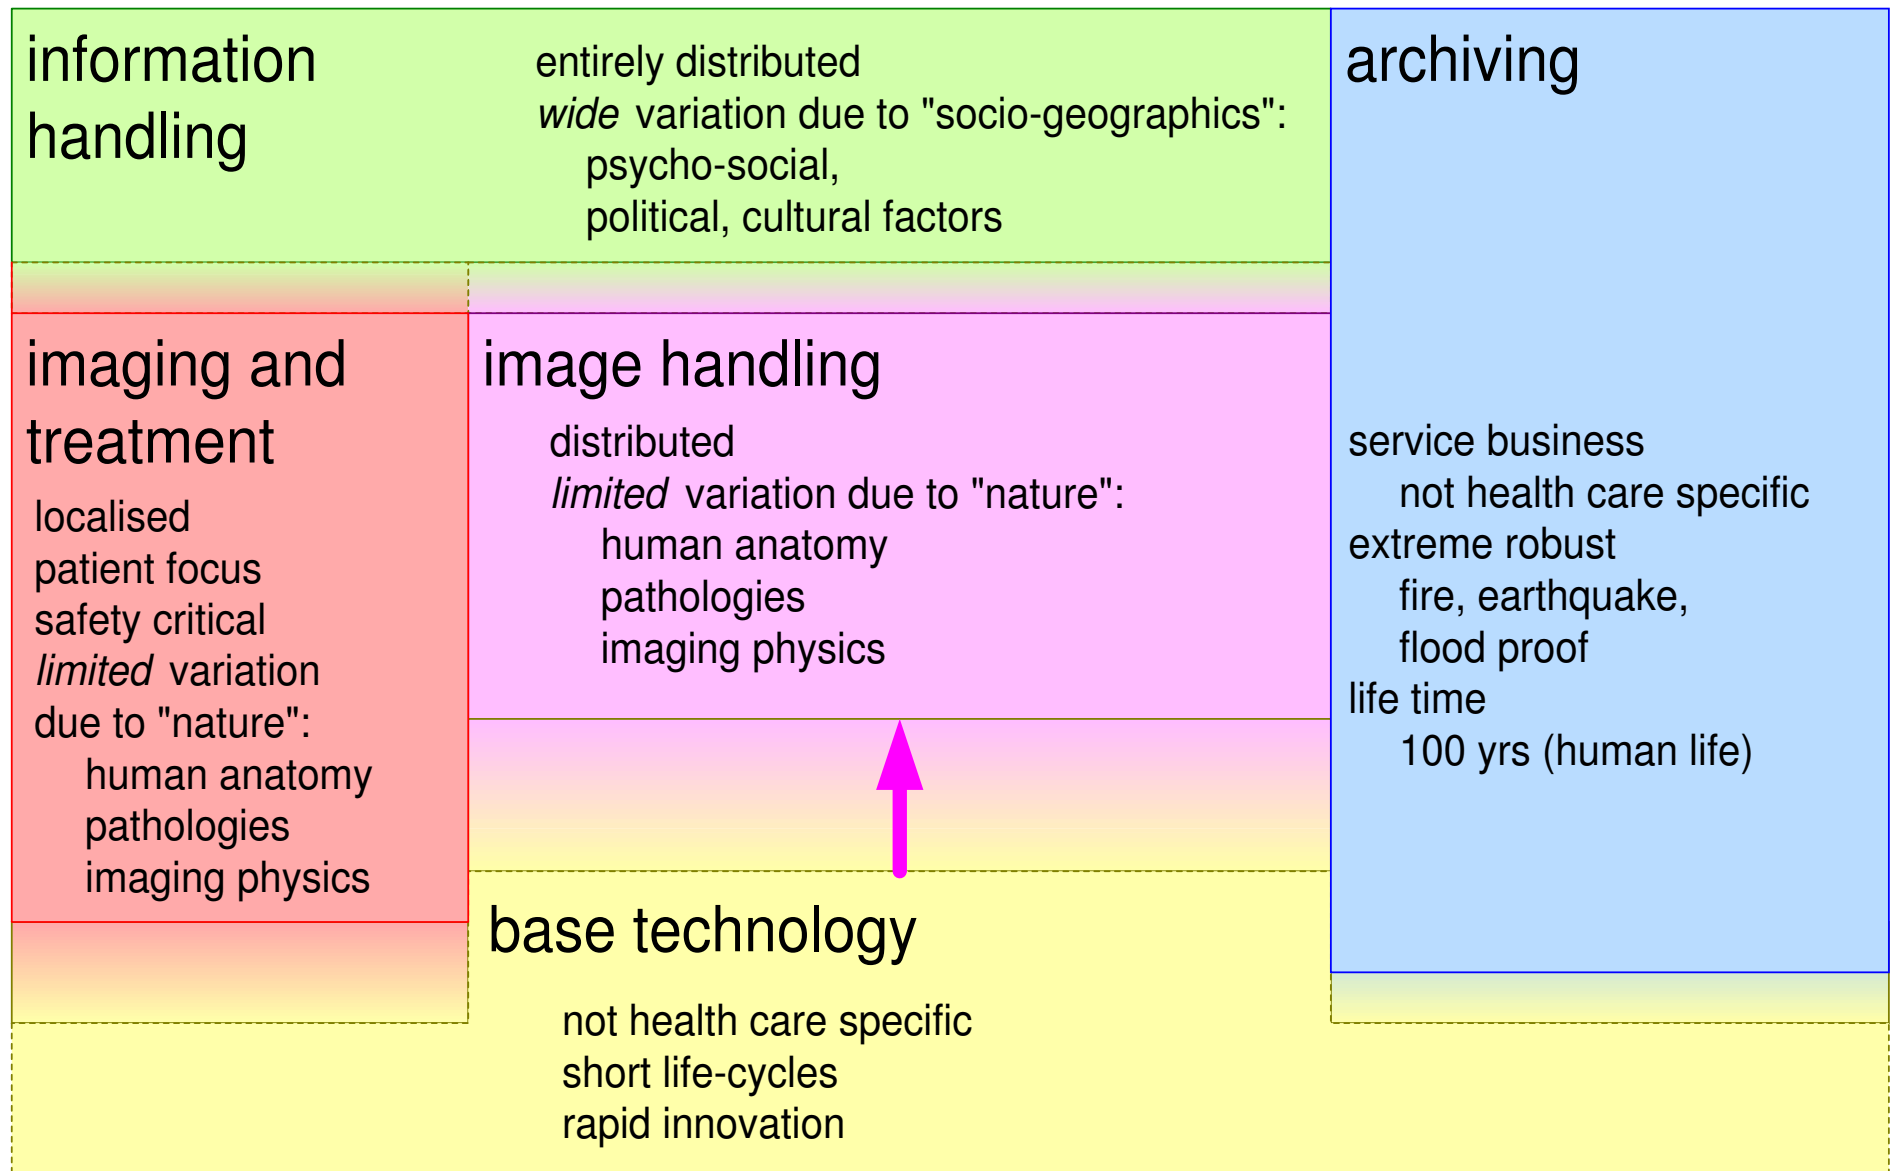 information
handling
entirely distributed
wide variation due to "socio-geographics":
psycho-social,
political, cultural factors
archiving
service business
not health care specific
extreme robust
fire, earthquake,
flood proof
life time
100 yrs (human life)
imaging and
treatment
localised
patient focus
safety critical
limited variation
due to "nature":
human anatomy
pathologies
imaging physics
image handling
distributed
limited variation due to "nature":
human anatomy
pathologies
imaging physics
base technology
not health care specific
short life-cycles
rapid innovation